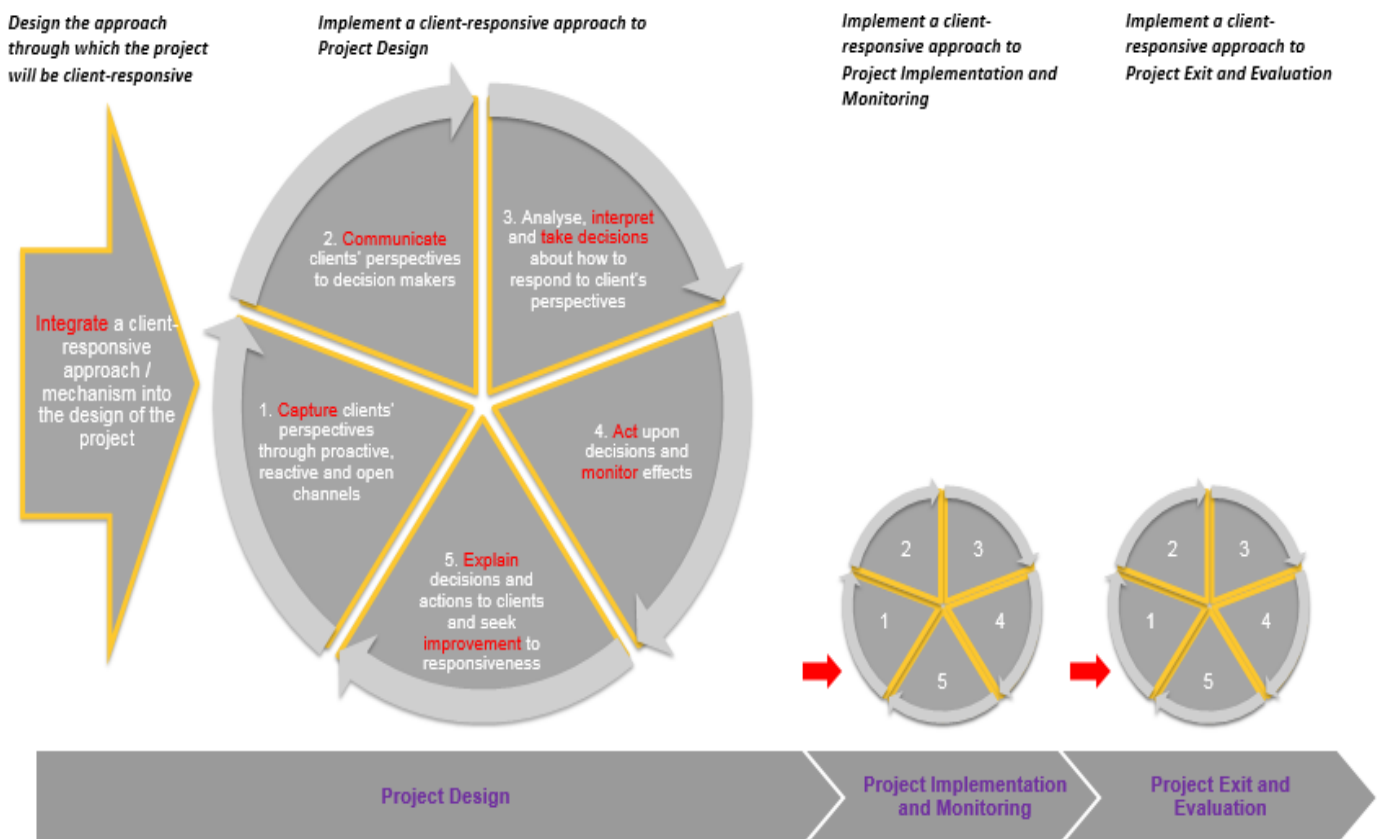 Design the approach
through which the project
will be client-responsive
Implement a client-responsive approach to
Project Design
Implement a client-
responsive approach to
Project Implementation and
Monitoring
Implement a client-
responsive approach to
Project Exit and Evaluation
Integrate a client-
responsive
approach /
mechanism into
the design of the
project
1. Capture clients'
perspectives
through proactive,
reactive and open
channels
2. Communicate
clients' perspectives
to decision makers
3. Analyse, interpret
and take decisions
about how to
respond to client's
perspectives
4. Act upon
decisions and
monitor effects
5. Explain
decisions and
actions to clients
and seek
improvement to
responsiveness
1
2
3
4
5
1
2
3
4
5
Project Design
Project Implementation
and Monitoring
Project Exit and
Evaluation